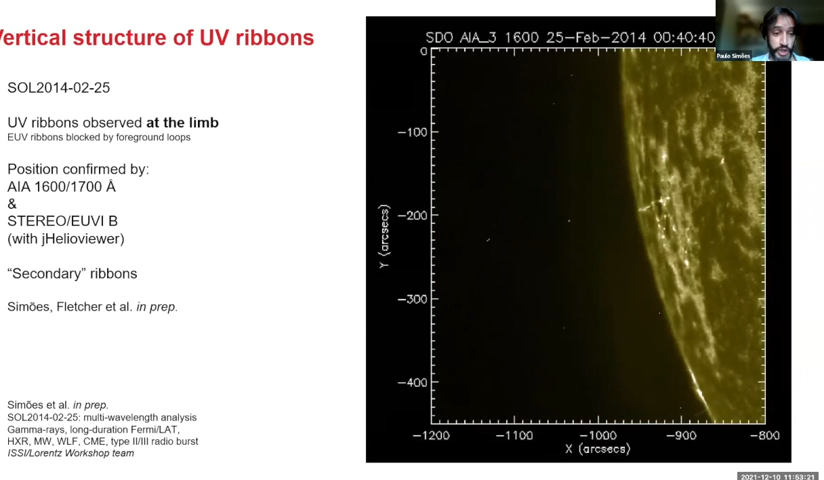 Vertical structure of UV ribbons
SOL2014-02-25
UV ribbons observed at the limb
EUV ribbons blocked by foreground loops
Position confirmed by:
AIA 1600/1700 Å
&
STEREO/EUVI B
(with jHelioviewer)
“Secondary” ribbons
Simões, Fletcher et al. in prep.
Simões et al. in prep.
SOL2014-02-25: multi-wavelength analysis
Gamma-rays, long-duration Fermi/LAT,
HXR, MW, WLF, CME, type II/III radio burst
ISSI/Lorentz Workshop team
SDO AIA_3 1600 25-Feb-2014 00:40:40
0
-100
-200
-300
-400
Y (arcsecs)
-1200 -1100 -1000 -900 -800
X (arcsecs)
Paulo Simões
2021-12-10 11:53:21